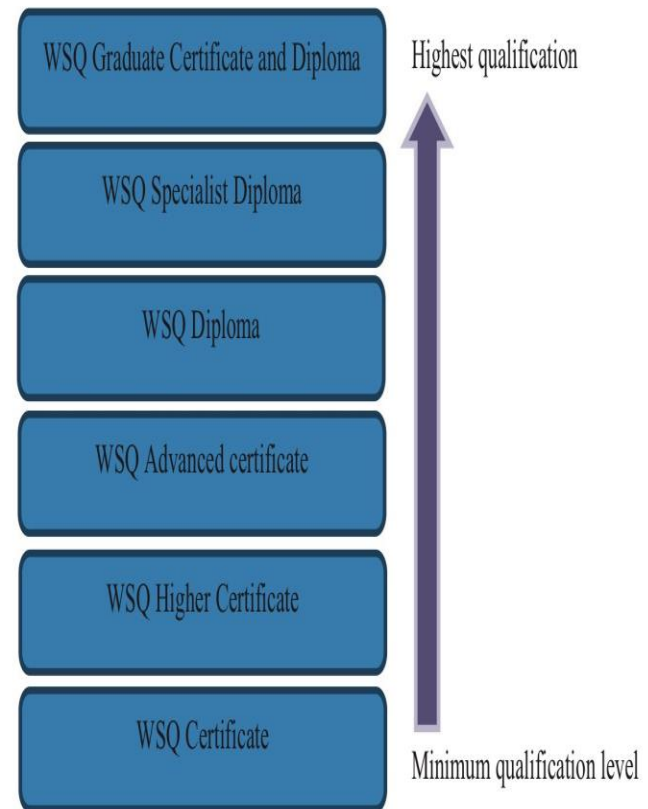 WSQ Graduate Certificate and Diploma
Highest qualification
WSQ Specialist Diploma
WSQ Diploma
WSQ Advanced certificate
WSQ Higher Certificate
WSQ Certificate
Minimum qualification level